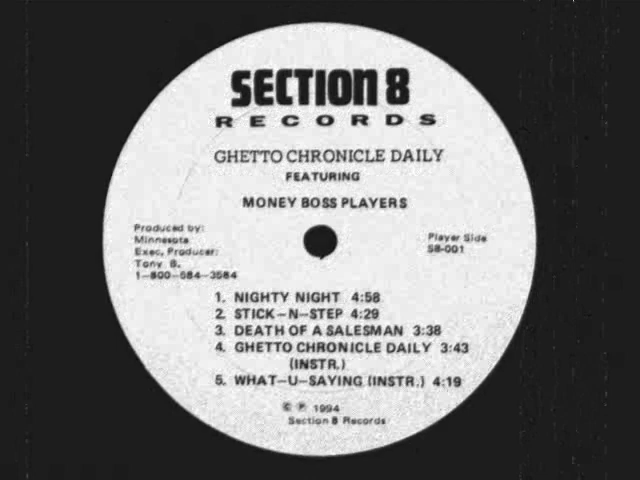 SECTION 8
RECORDS
GHETTO CHRONICLE DAILY
FEATURING
MONEY BOSS PLAYERS
Produced by:
Minnesota
Exec, Producer:
Tony B.
1-800-584-3584
Player Side
S8-001
1. NIGHTY NIGHT 4:58
2. STICK-N-STEP 4:29
3. DEATH OF A SALESMAN 3:38
4. GHETTO CHRONICLE DAILY 3:43
(INSTR.)
5. WHAT-U-SAYING (INSTR.) 4:19
© ℗ 1994
Section 8 Records